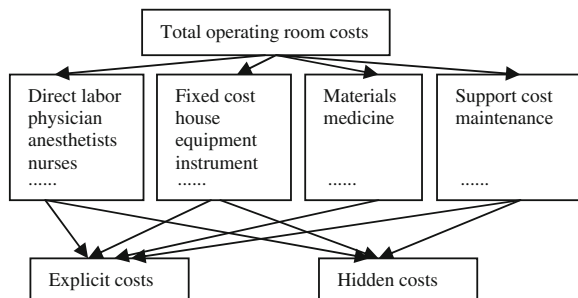 Total operating room costs
Direct labor
physician
anesthetists
nurses
......
Fixed cost
house
equipment
instrument
......
Materials
medicine
......
Support cost
maintenance
......
Explicit costs
Hidden costs